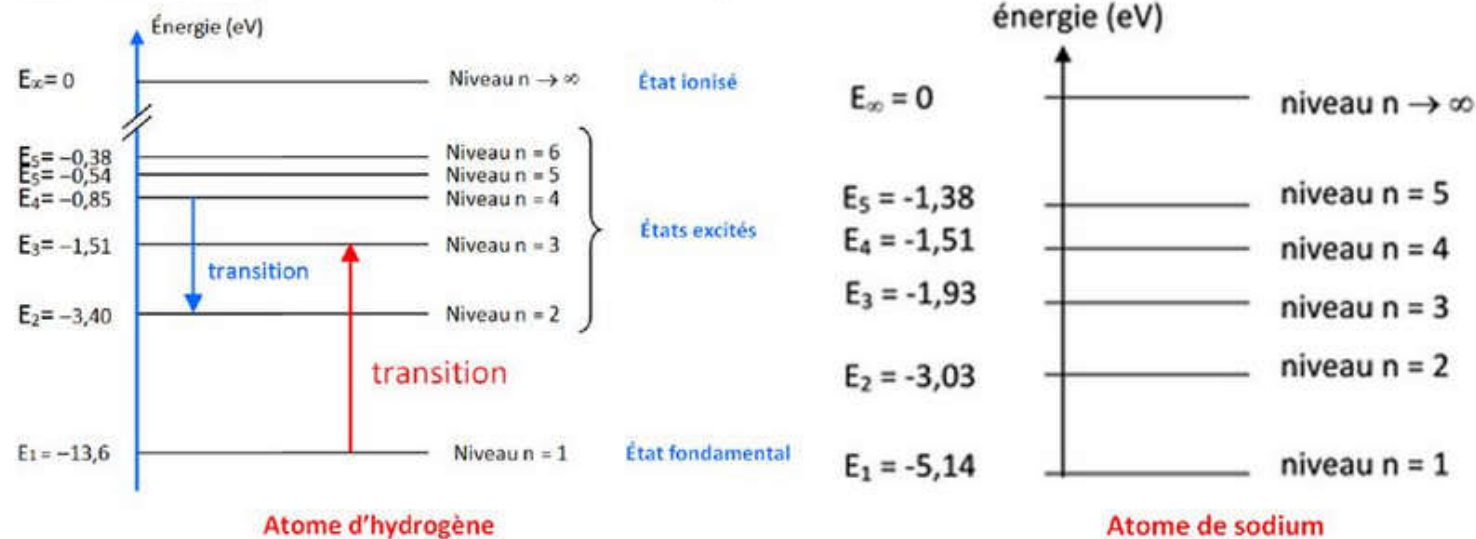 Énergie (eV)
E∞= 0 Niveau n → ∞ État ionisé
E5= −0,38 Niveau n = 6
E5= −0,54 Niveau n = 5
E4= −0,85 Niveau n = 4
États excités
E3= −1,51 Niveau n = 3
transition
E2= −3,40 Niveau n = 2
transition
E1 = −13,6 Niveau n = 1 État fondamental
Atome d'hydrogène
énergie (eV)
E∞ = 0 niveau n → ∞
E5 = -1,38 niveau n = 5
E4 = -1,51 niveau n = 4
E3 = -1,93 niveau n = 3
E2 = -3,03 niveau n = 2
E1 = -5,14 niveau n = 1
Atome de sodium